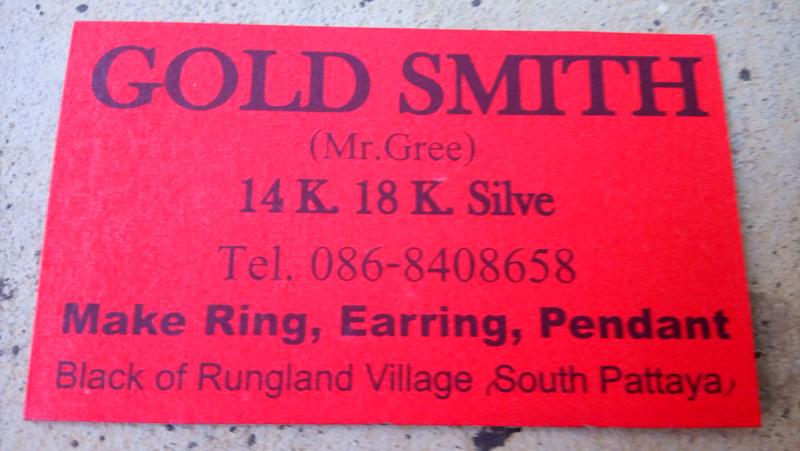 GOLD SMITH
(Mr.Gree)
14 K. 18 K. Silve
Tel. 086-8408658
Make Ring, Earring, Pendant
Black of Rungland Village (South Pattaya)